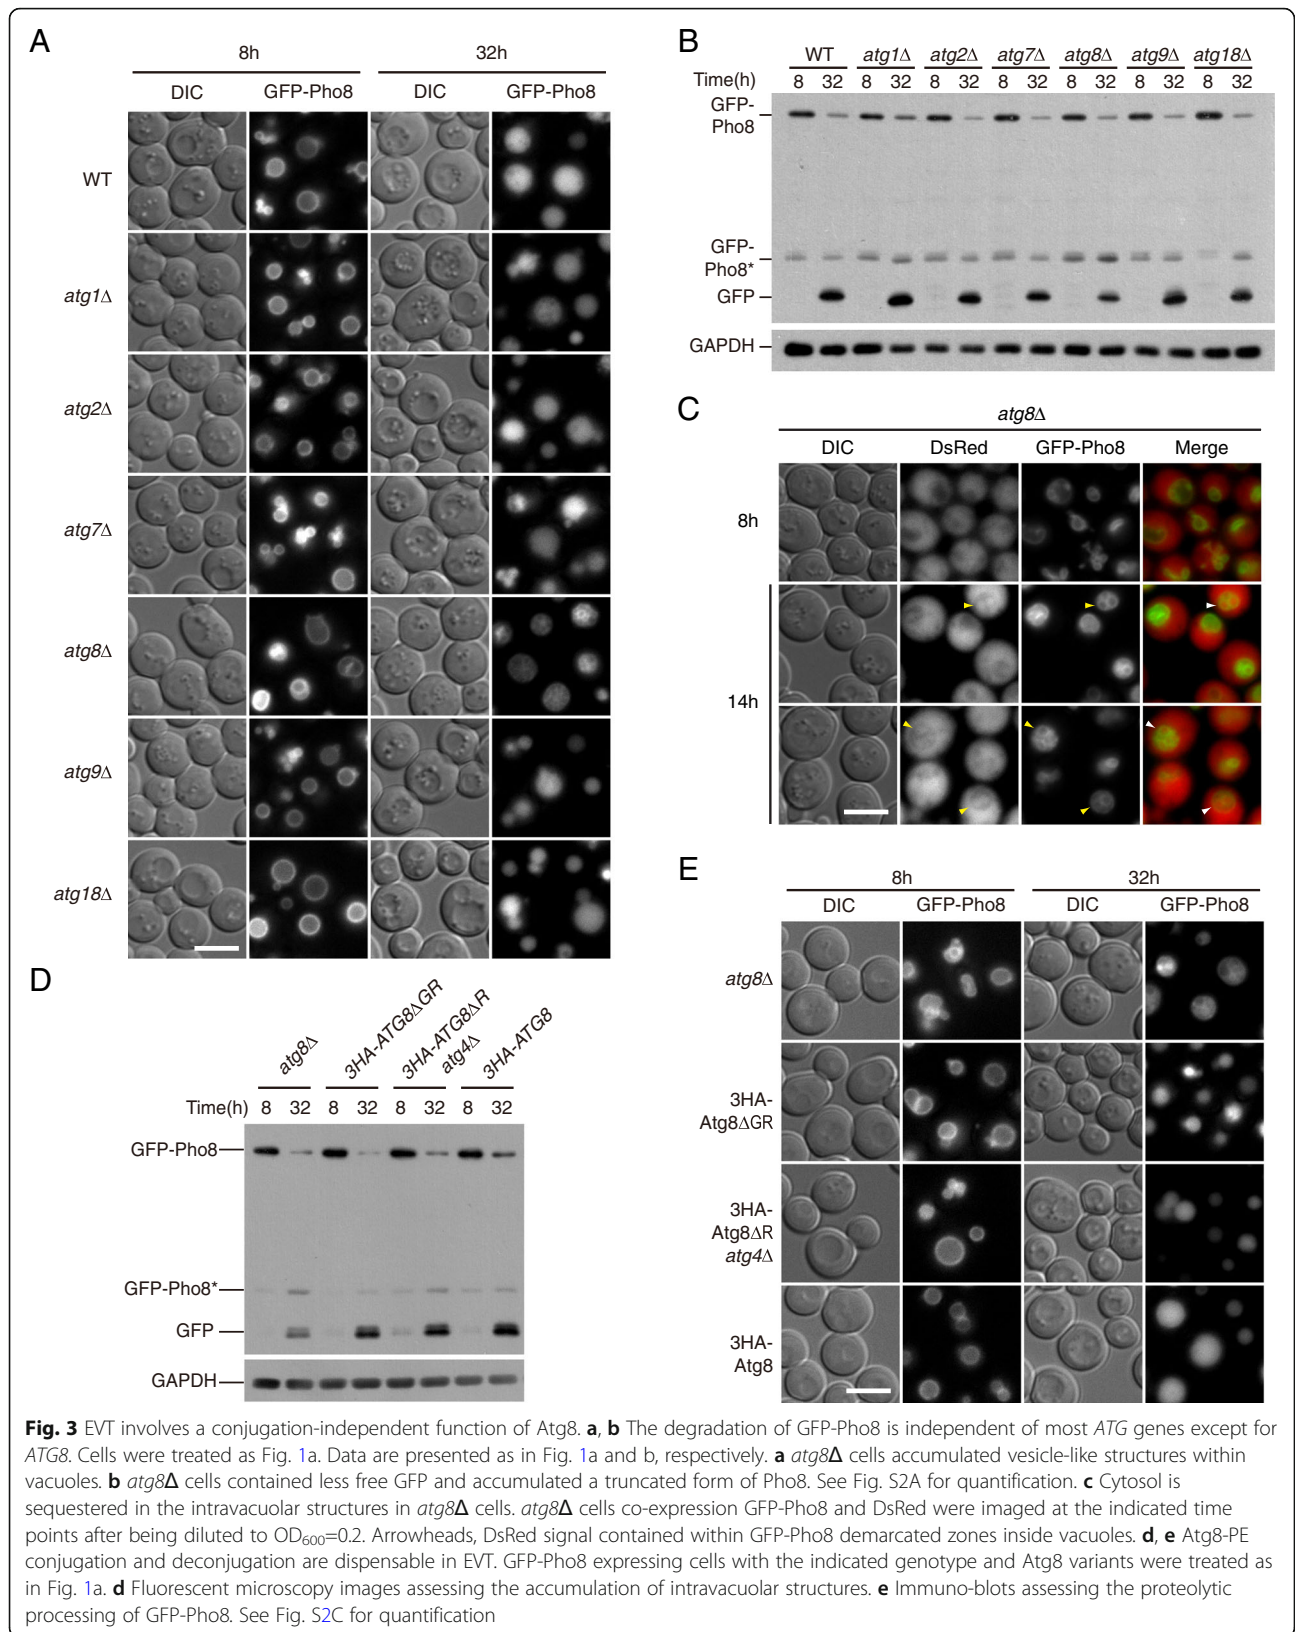 A
8h
32h
DIC
GFP-Pho8
DIC
GFP-Pho8
WT
atg1Δ
atg2Δ
atg7Δ
atg8Δ
atg9Δ
atg18Δ
B
WT
atg1Δ
atg2Δ
atg7Δ
atg8Δ
atg9Δ
atg18Δ
Time(h) 8 32 8 32 8 32 8 32 8 32 8 32 8 32
GFP-
Pho8
GFP-
Pho8*
GFP
GAPDH
C
atg8Δ
DIC
DsRed
GFP-Pho8
Merge
8h
14h
D
atg8Δ
3HA-ATG8ΔGR
3HA-ATG8ΔR
atg4Δ
3HA-ATG8
Time(h) 8 32 8 32 8 32 8 32
GFP-Pho8
GFP-Pho8*
GFP
GAPDH
E
8h
32h
DIC
GFP-Pho8
DIC
GFP-Pho8
atg8Δ
3HA-
Atg8ΔGR
3HA-
Atg8ΔR
atg4Δ
3HA-
Atg8
Fig. 3 EVT involves a conjugation-independent function of Atg8. a, b The degradation of GFP-Pho8 is independent of most ATG genes except for
ATG8. Cells were treated as Fig. 1a. Data are presented as in Fig. 1a and b, respectively. a atg8Δ cells accumulated vesicle-like structures within
vacuoles. b atg8Δ cells contained less free GFP and accumulated a truncated form of Pho8. See Fig. S2A for quantification. c Cytosol is
sequestered in the intravacuolar structures in atg8Δ cells. atg8Δ cells co-expression GFP-Pho8 and DsRed were imaged at the indicated time
points after being diluted to OD600=0.2. Arrowheads, DsRed signal contained within GFP-Pho8 demarcated zones inside vacuoles. d, e Atg8-PE
conjugation and deconjugation are dispensable in EVT. GFP-Pho8 expressing cells with the indicated genotype and Atg8 variants were treated as
in Fig. 1a. d Fluorescent microscopy images assessing the accumulation of intravacuolar structures. e Immuno-blots assessing the proteolytic
processing of GFP-Pho8. See Fig. S2C for quantification